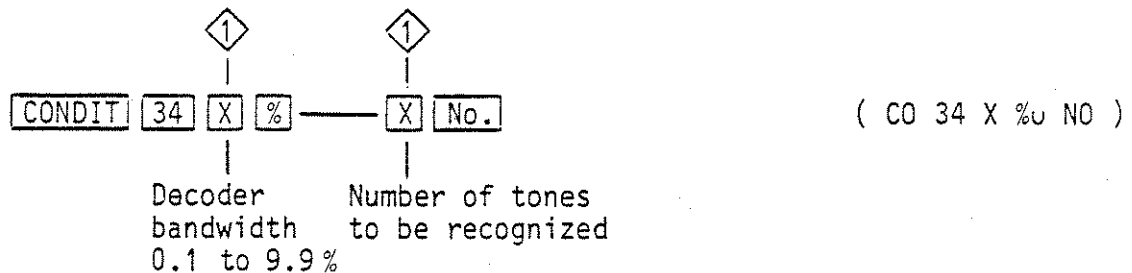 1 1
CONDIT 34 X % X No. ( CO 34 X %∪ NO )
Decoder Number of tones
bandwidth to be recognized
0.1 to 9.9 %